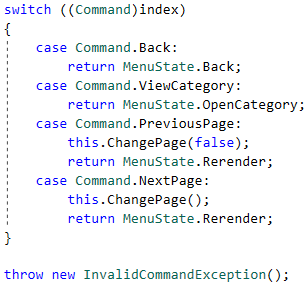 switch ((Command)index)
{
    case Command.Back:
        return MenuState.Back;
    case Command.ViewCategory:
        return MenuState.OpenCategory;
    case Command.PreviousPage:
        this.ChangePage(false);
        return MenuState.Rerender;
    case Command.NextPage:
        this.ChangePage();
        return MenuState.Rerender;
}

throw new InvalidCommandException();